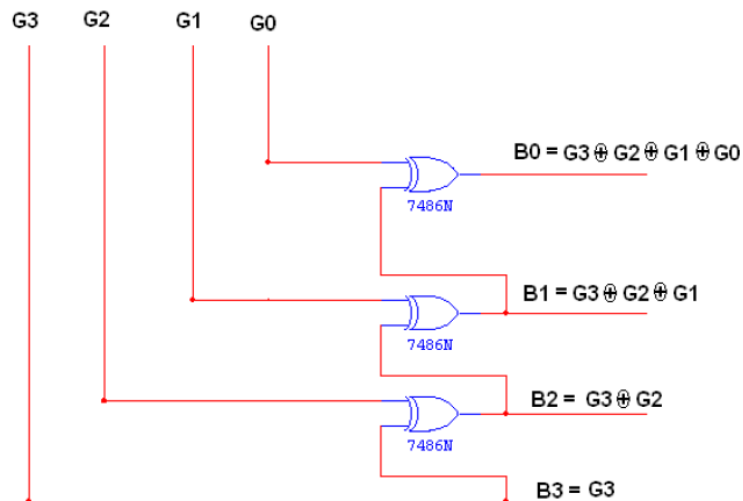 G3 G2 G1 G0
B0 = G3 ⊕ G2 ⊕ G1 ⊕ G0
7486N
B1 = G3 ⊕ G2 ⊕ G1
7486N
B2 = G3 ⊕ G2
7486N
B3 = G3